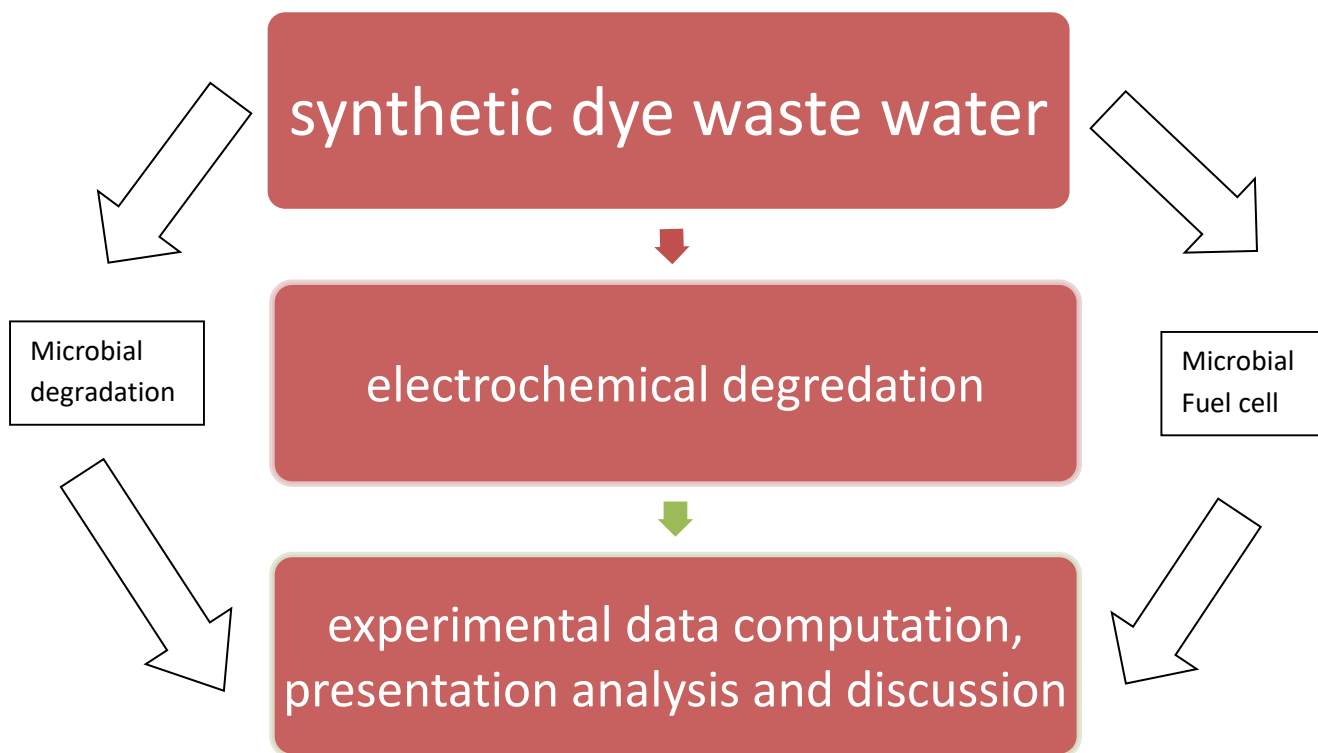 synthetic dye waste water
Microbial
degradation
electrochemical degredation
Microbial
Fuel cell
experimental data computation,
presentation analysis and discussion